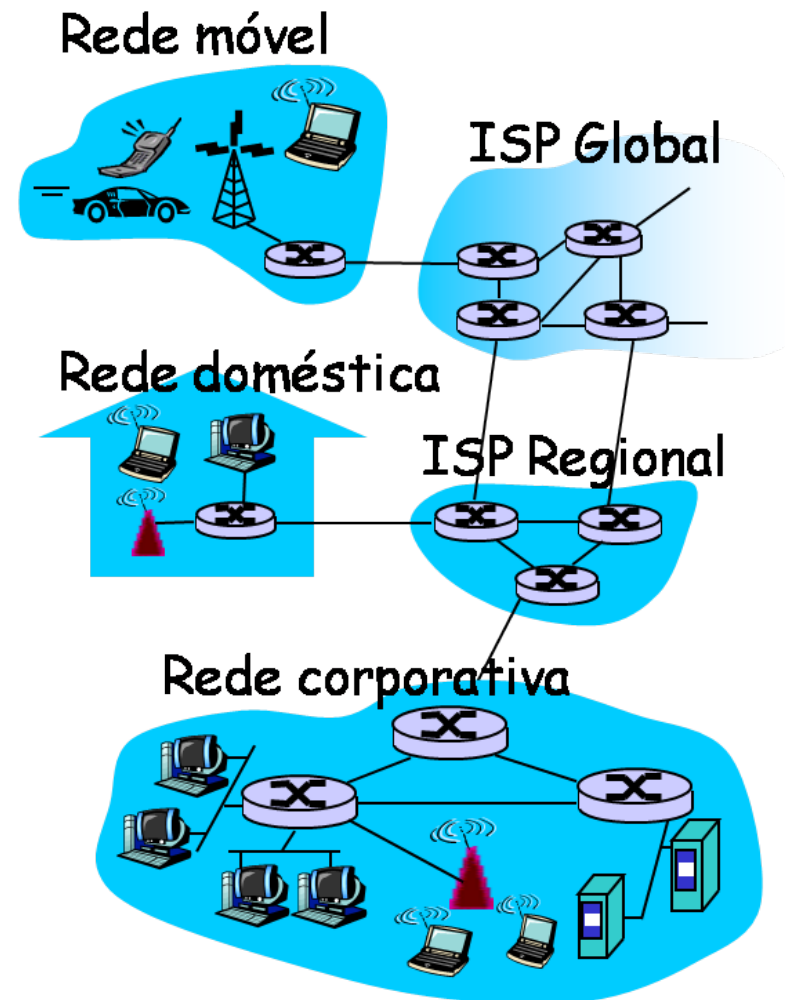 Rede móvel
ISP Global
Rede doméstica
ISP Regional
Rede corporativa